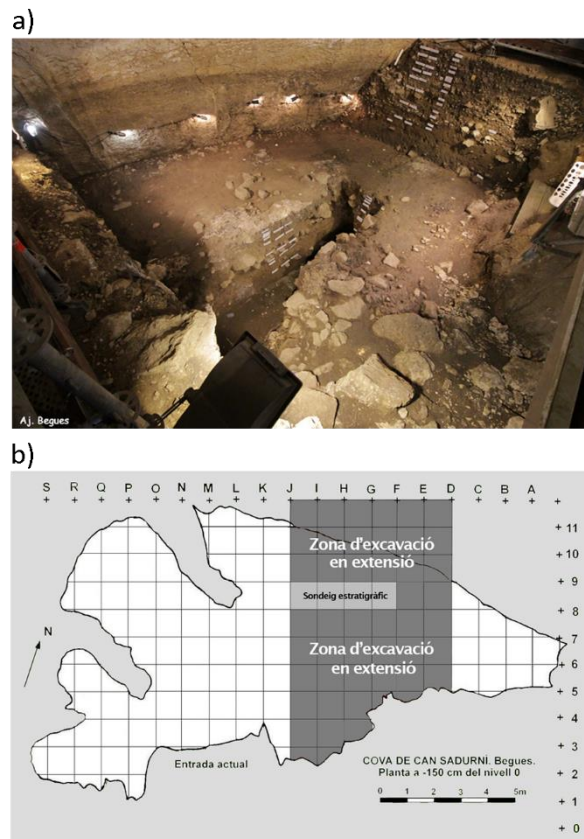 a)
Aj. Begues
b)
S R Q P O N M L K J I H G F E D C B A
11
Zona d'excavació
en extensió
10
9
Sondeig estratigràfic
8
N
7
Zona d'excavació
en extensió
6
5
4
3
Entrada actual
COVA DE CAN SADURNÍ. Begues.
Planta a -150 cm del nivell 0
2
0 1 2 3 4 5m
1
0